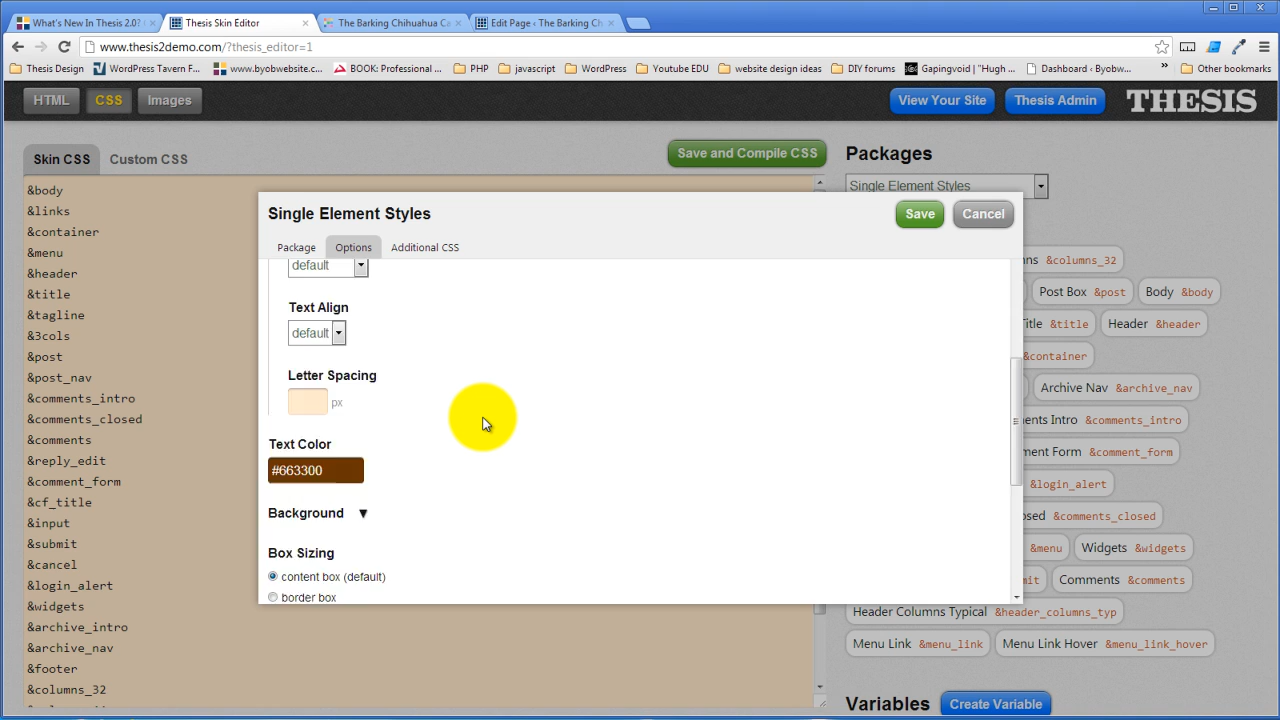 What's New In Thesis 2.0?
Thesis Skin Editor
The Barking Chihuahua Ca
Edit Page ‹ The Barking Ch
www.thesis2demo.com/?thesis_editor=1
Thesis Design
WordPress Tavern F...
www.byobwebsite.c...
BOOK: Professional ...
PHP
javascript
WordPress
Youtube EDU
website design ideas
DIY forums
Gapingvoid | "Hugh ...
Dashboard ‹ Byobw...
»
Other bookmarks
HTML
CSS
Images
View Your Site
Thesis Admin
THESIS
Skin CSS
Custom CSS
Save and Compile CSS
Packages
Single Element Styles
&body
&links
&container
&menu
&header
&title
&tagline
&3cols
&post
&post_nav
&comments_intro
&comments_closed
&comments
&reply_edit
&comment_form
&cf_title
&input
&submit
&cancel
&login_alert
&widgets
&archive_intro
&archive_nav
&footer
&columns_32
Single Element Styles
Save
Cancel
Package
Options
Additional CSS
default
Text Align
default
Letter Spacing
px
Text Color
#663300
Background ▼
Box Sizing
content box (default)
border box
&columns_32
Post Box &post
Body &body
&title
Header &header
&container
Archive Nav &archive_nav
&comments_intro
&comment_form
&login_alert
&comments_closed
&menu
Widgets &widgets
Comments &comments
Header Columns Typical &header_columns_typ
Menu Link &menu_link
Menu Link Hover &menu_link_hover
Variables
Create Variable